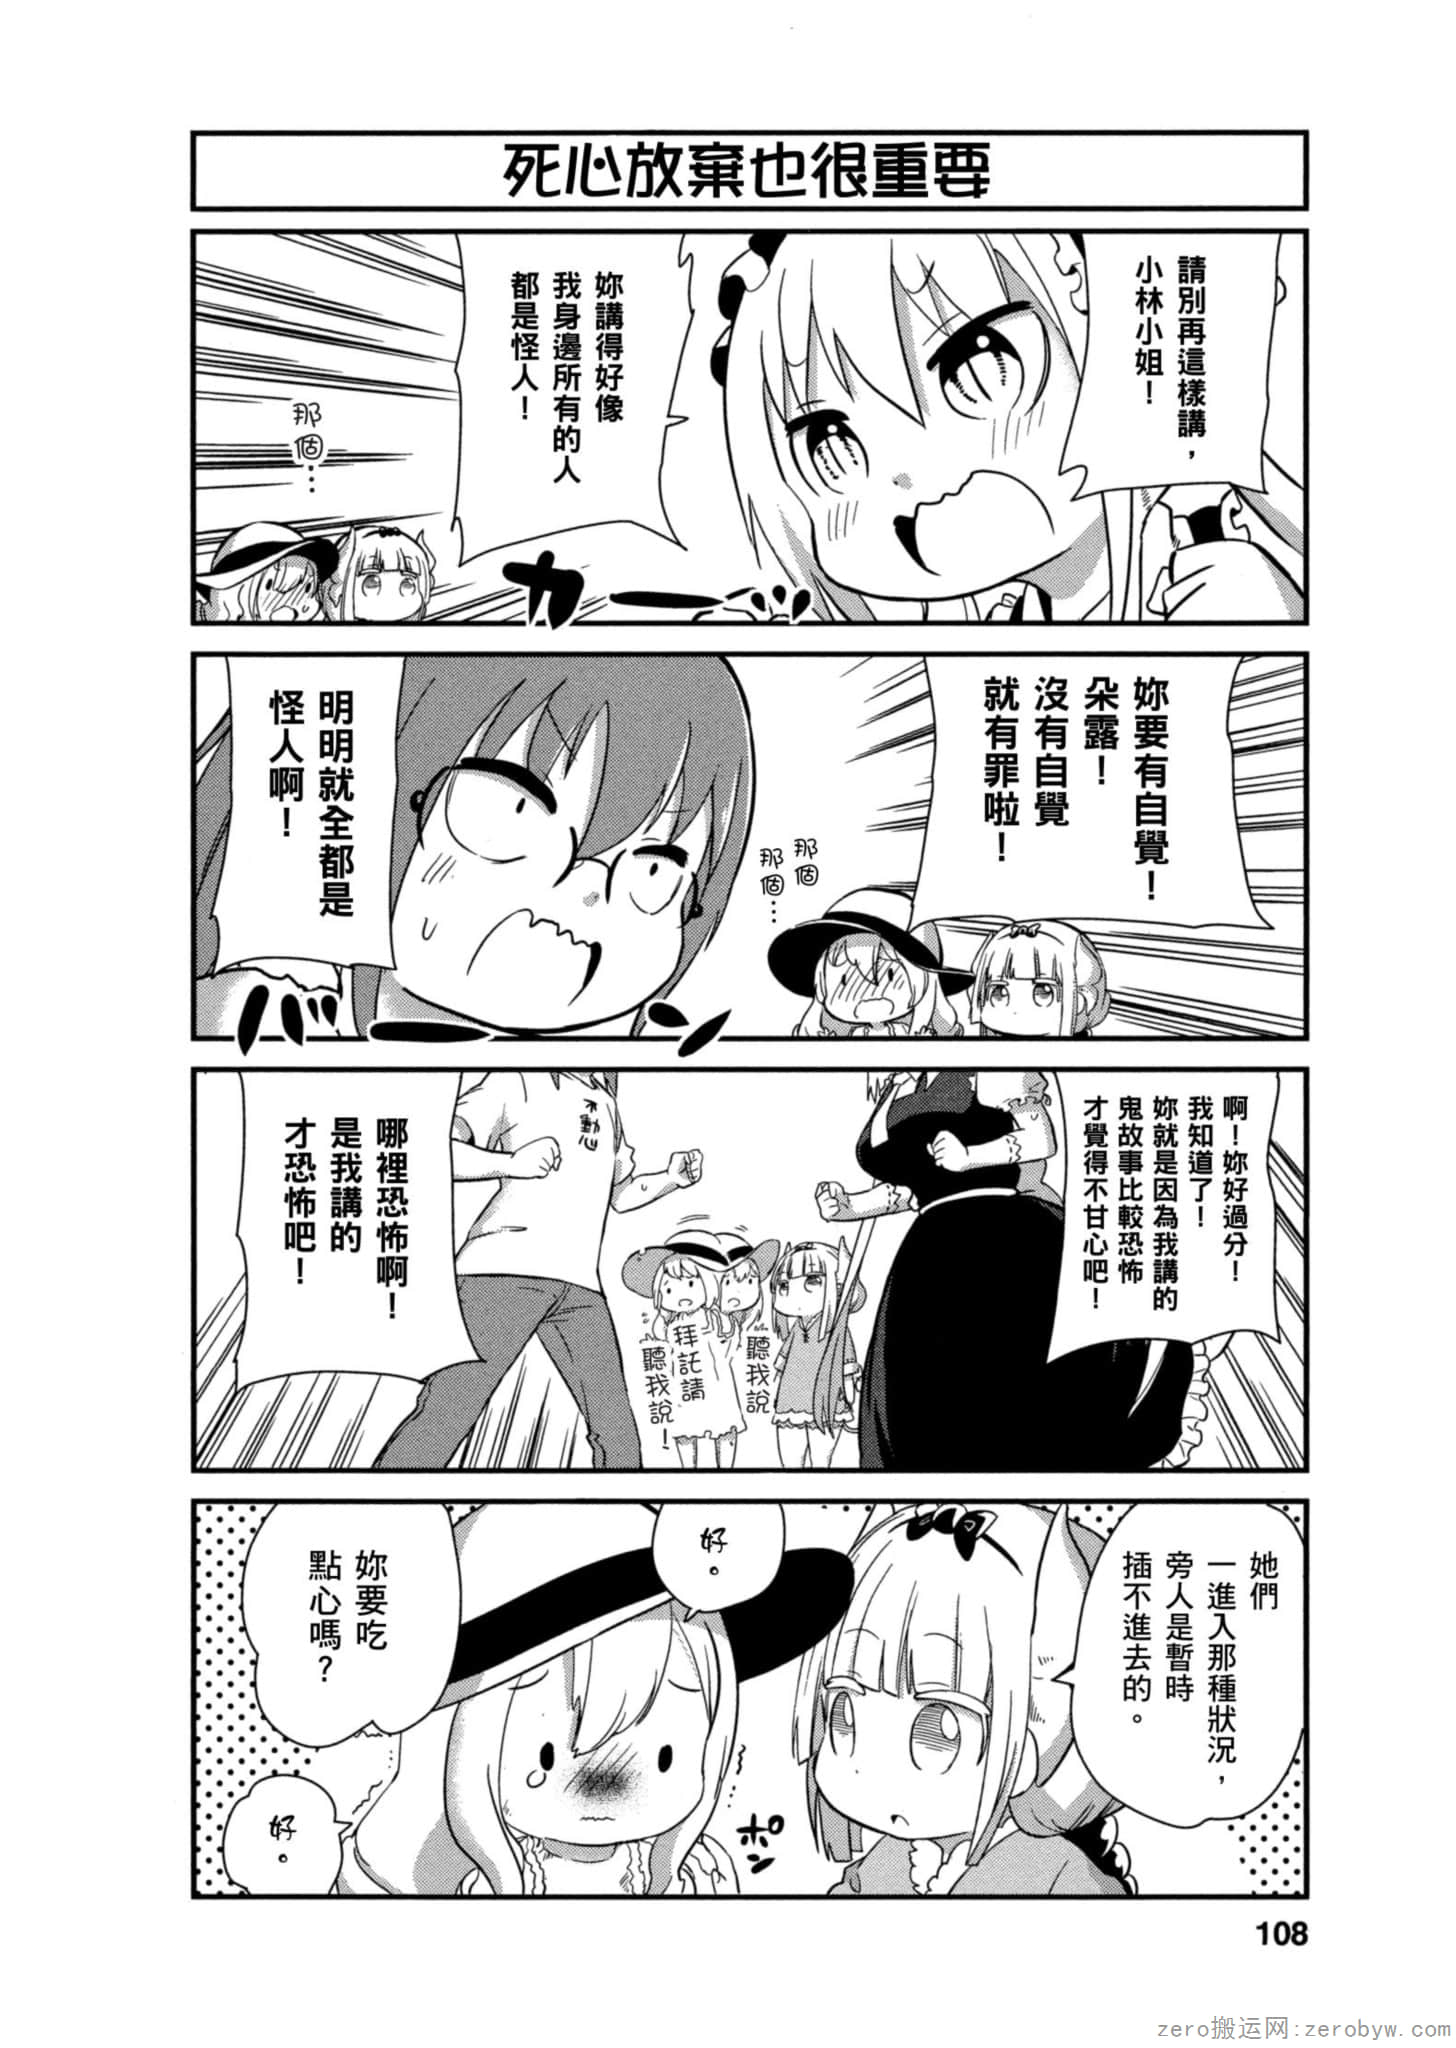 死心放棄也很重要
請別再這樣講，
小林小姐！
妳講得好像
我身邊所有的人
都是怪人！
那個…
カーーッ
妳要有自覺！
朵露！
沒有自覺
就有罪啦！
那個
那個…
明明就全都是
怪人啊！
バーーン
啊！妳好過分！
我知道了！
妳就是因為我講的
鬼故事比較恐怖
才覺得不甘心吧！
不動心
聽我說
拜託請
聽我說！
哪裡恐怖啊！
是我講的
才恐怖吧！
她們
一進入那種狀況，
旁人是暫時
插不進去的。
好。
ポン
妳要吃
點心嗎？
好。
108
zero搬运网:zerobyw.com